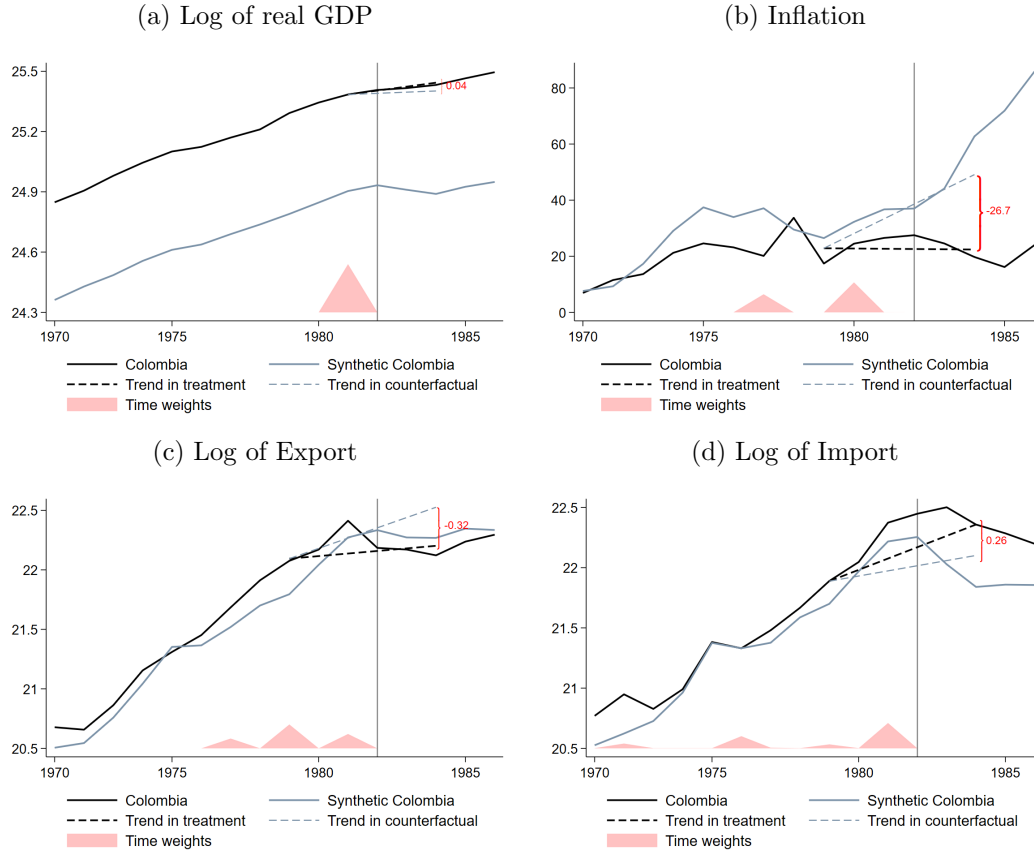 (a) Log of real GDP
25.5
25.2
24.9
24.6
24.3
0.04
1970 1975 1980 1985
Colombia Synthetic Colombia
Trend in treatment Trend in counterfactual
Time weights
(b) Inflation
80
60
40
20
0
-26.7
1970 1975 1980 1985
Colombia Synthetic Colombia
Trend in treatment Trend in counterfactual
Time weights
(c) Log of Export
22.5
22
21.5
21
20.5
-0.32
1970 1975 1980 1985
Colombia Synthetic Colombia
Trend in treatment Trend in counterfactual
Time weights
(d) Log of Import
22.5
22
21.5
21
20.5
0.26
1970 1975 1980 1985
Colombia Synthetic Colombia
Trend in treatment Trend in counterfactual
Time weights